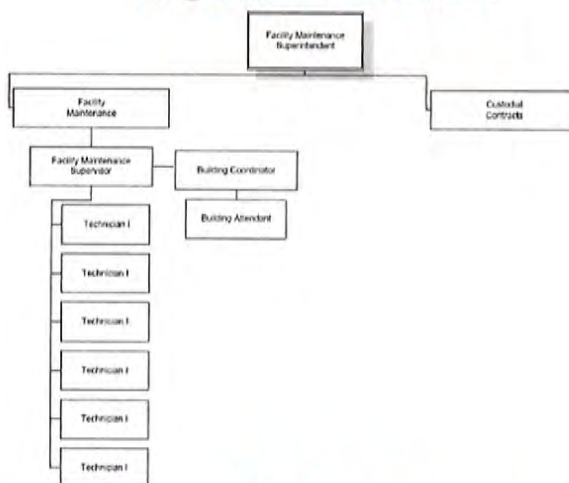 Facility Maintenance
Superintendent
Facility
Maintenance
Custodial
Contracts
Facility Maintenance
Supervisor
Building Coordinator
Building Attendant
Technician I
Technician I
Technician I
Technician I
Technician I
Technician I